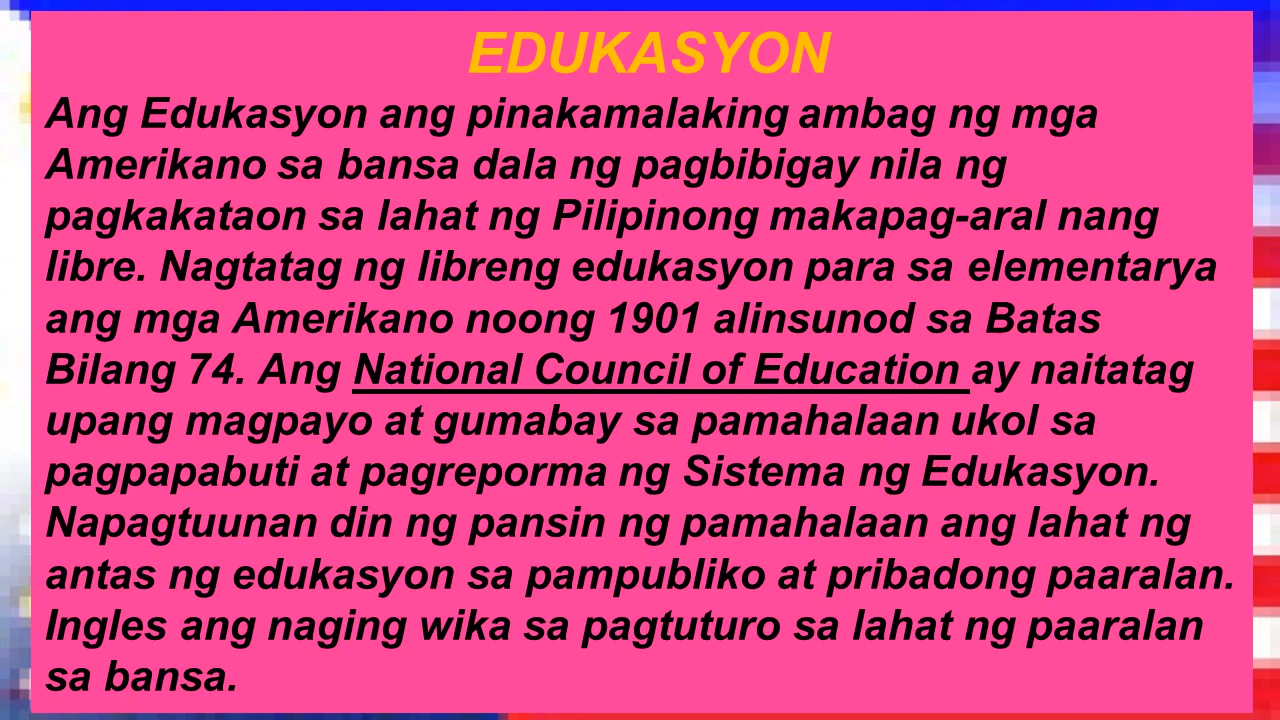 EDUKASYON
Ang Edukasyon ang pinakamalaking ambag ng mga
Amerikano sa bansa dala ng pagbibigay nila ng
pagkakataon sa lahat ng Pilipinong makapag-aral nang
libre. Nagtatag ng libreng edukasyon para sa elementarya
ang mga Amerikano noong 1901 alinsunod sa Batas
Bilang 74. Ang National Council of Education ay naitatag
upang magpayo at gumabay sa pamahalaan ukol sa
pagpapabuti at pagreporma ng Sistema ng Edukasyon.
Napagtuunan din ng pansin ng pamahalaan ang lahat ng
antas ng edukasyon sa pampubliko at pribadong paaralan.
Ingles ang naging wika sa pagtuturo sa lahat ng paaralan
sa bansa.